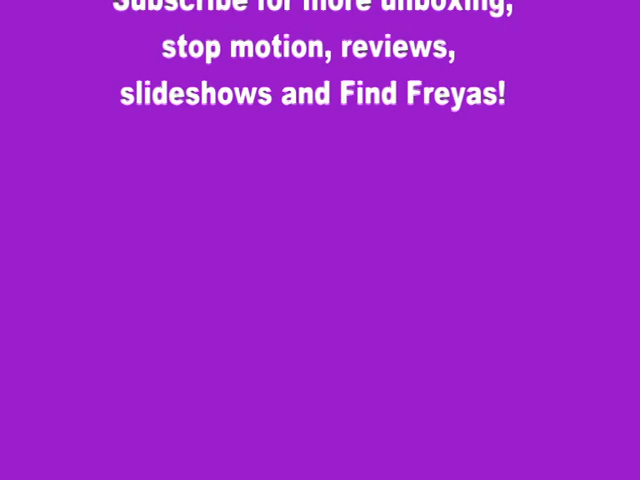 Subscribe for more unboxing,
stop motion, reviews,
slideshows and Find Freyas!